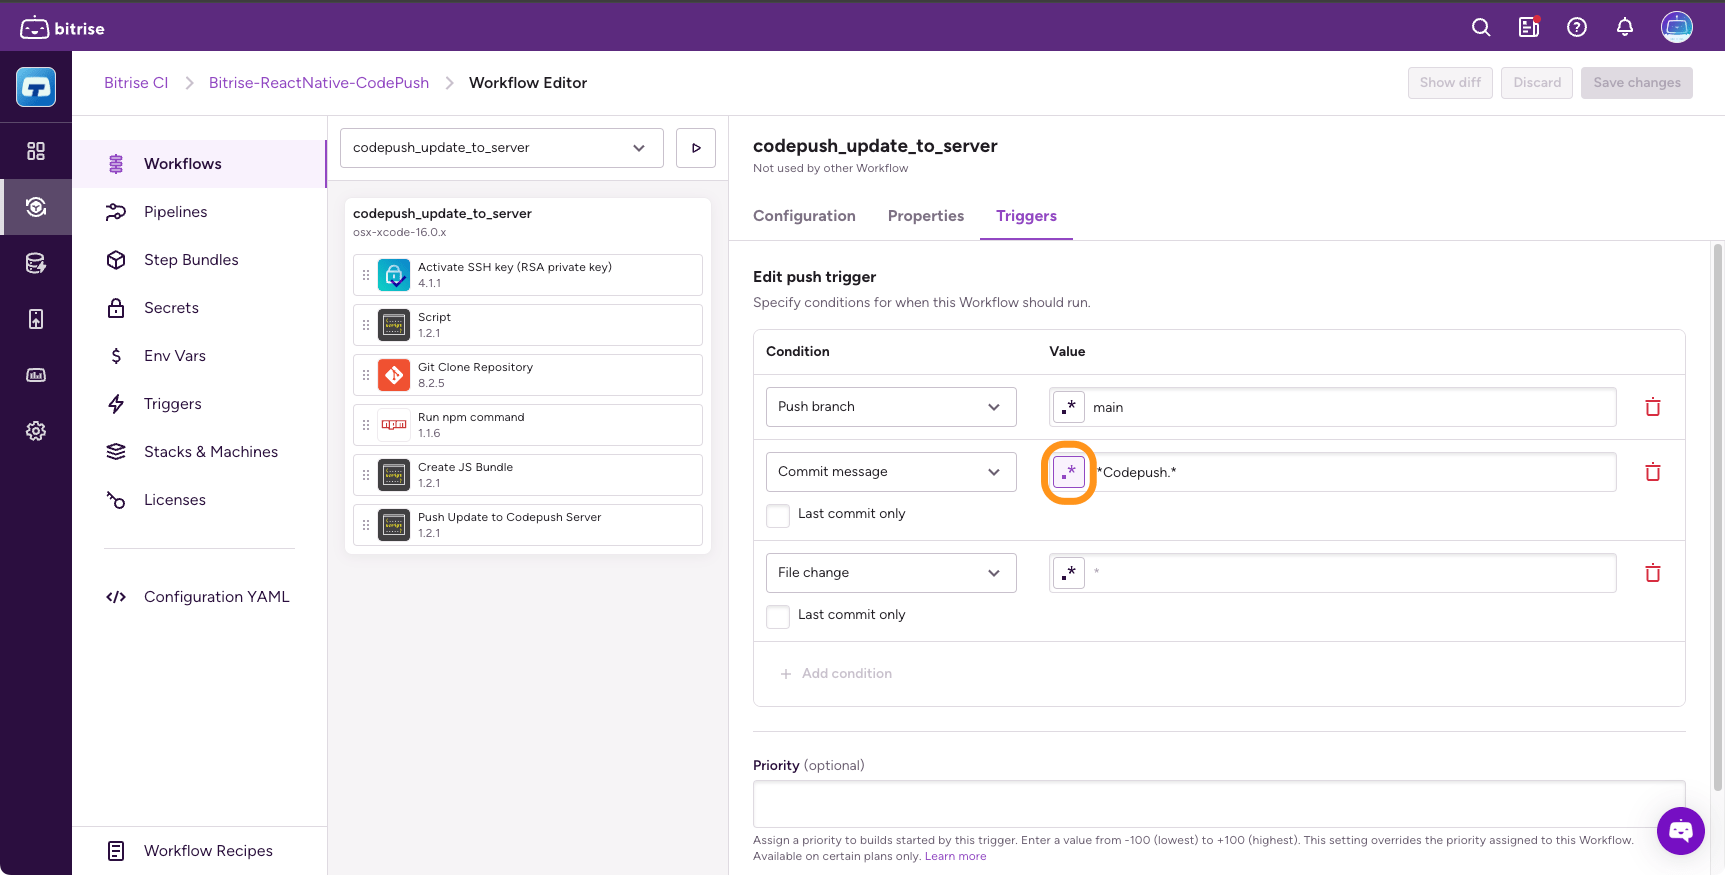 bitrise
Bitrise CI
Bitrise-ReactNative-CodePush
Workflow Editor
Show diff
Discard
Save changes
Workflows
Pipelines
Step Bundles
Secrets
Env Vars
Triggers
Stacks & Machines
Licenses
Configuration YAML
Workflow Recipes
codepush_update_to_server
codepush_update_to_server
osx-xcode-16.0.x
Activate SSH key (RSA private key)
4.1.1
Script
1.2.1
Git Clone Repository
8.2.5
Run npm command
1.1.6
Create JS Bundle
1.2.1
Push Update to Codepush Server
1.2.1
codepush_update_to_server
Not used by other Workflow
Configuration Properties Triggers
Edit push trigger
Specify conditions for when this Workflow should run.
Condition Value
Push branch .* main
Commit message .* *Codepush.*
Last commit only
File change .* *
Last commit only
+ Add condition
Priority (optional)
Assign a priority to builds started by this trigger. Enter a value from -100 (lowest) to +100 (highest). This setting overrides the priority assigned to this Workflow.
Available on certain plans only. Learn more